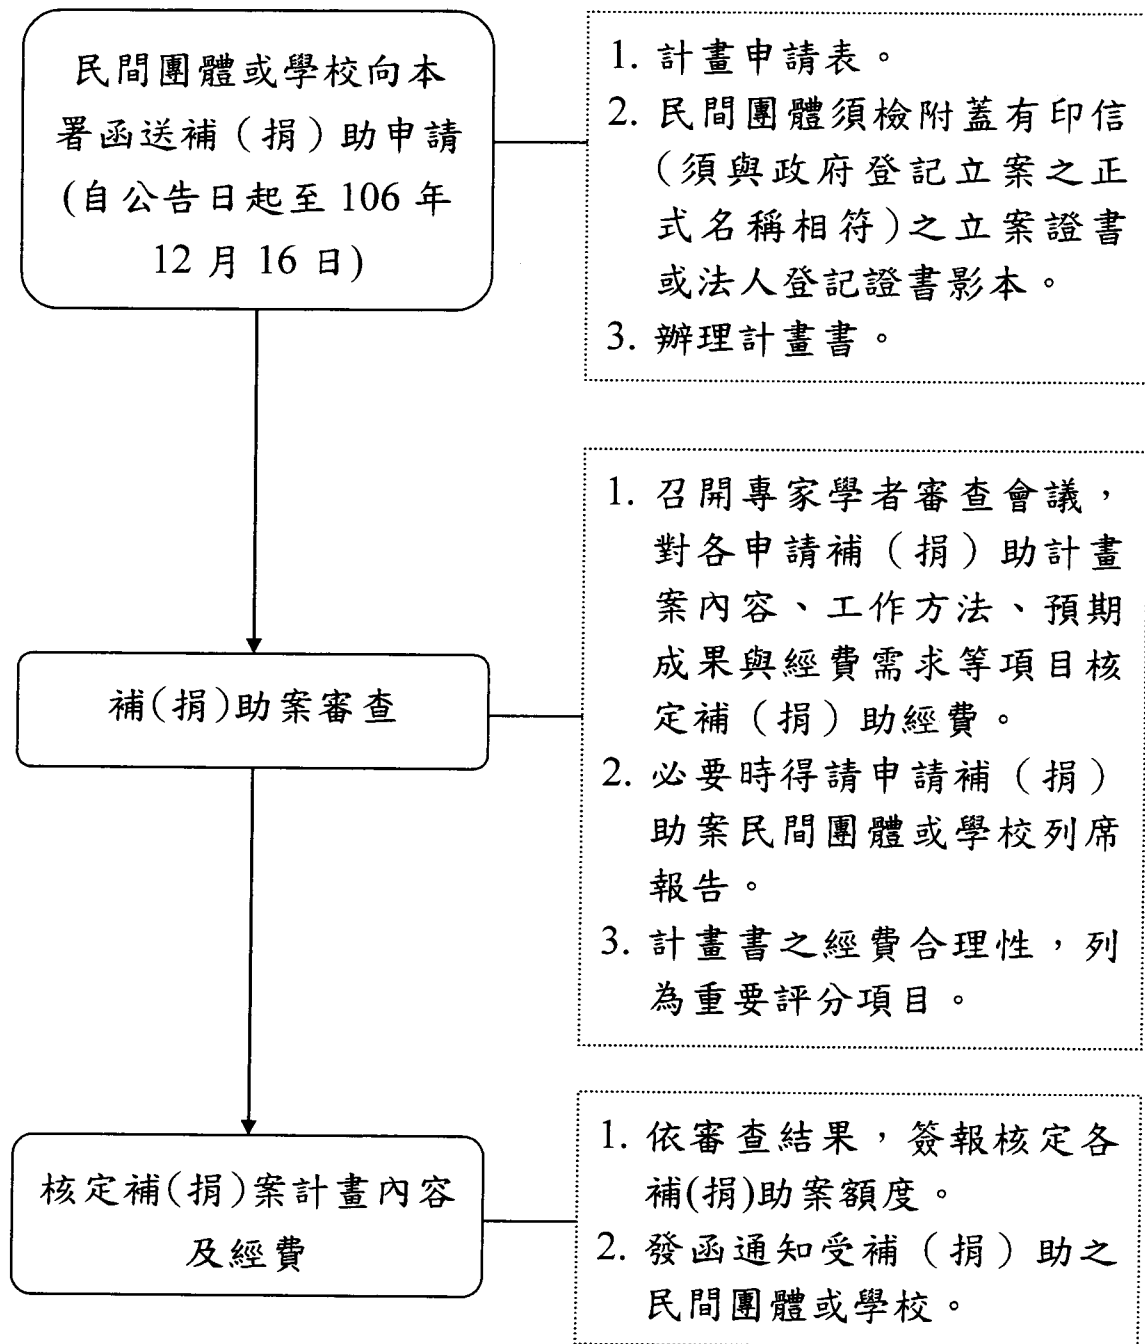 民間團體或學校向本
署函送補（捐）助申請
(自公告日起至 106 年
12 月 16 日)
1. 計畫申請表。
2. 民間團體須檢附蓋有印信
(須與政府登記立案之正
式名稱相符)之立案證書
或法人登記證書影本。
3. 辦理計畫書。
補(捐)助案審查
1. 召開專家學者審查會議，
對各申請補（捐）助計畫
案內容、工作方法、預期
成果與經費需求等項目核
定補（捐）助經費。
2. 必要時得請申請補（捐）
助案民間團體或學校列席
報告。
3. 計畫書之經費合理性，列
為重要評分項目。
核定補(捐)案計畫內容
及經費
1. 依審查結果，簽報核定各
補(捐)助案額度。
2. 發函通知受補（捐）助之
民間團體或學校。